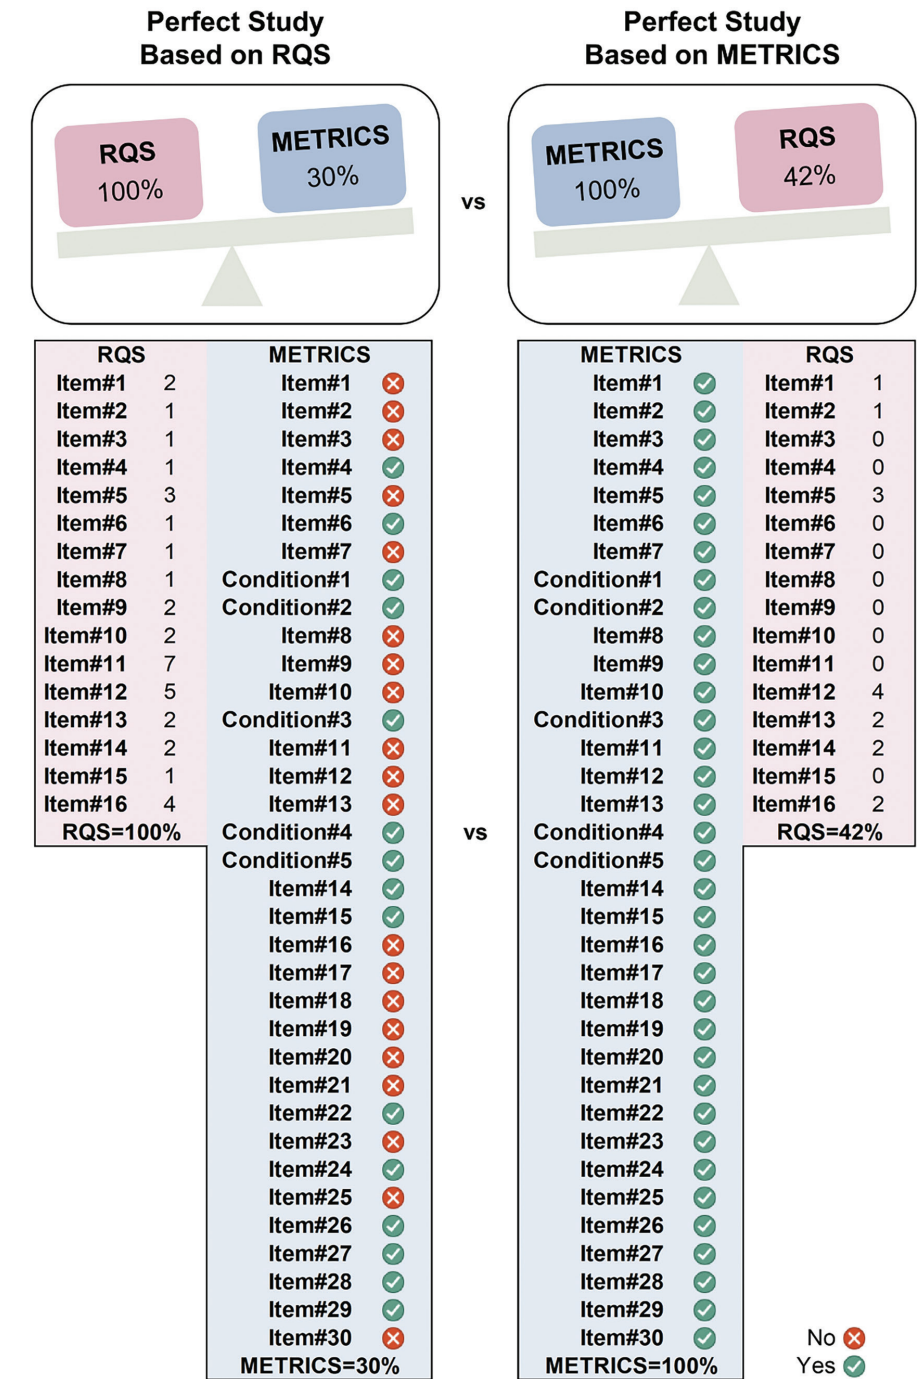 Perfect Study
Based on RQS
RQS
100%
METRICS
30%
vs
Perfect Study
Based on METRICS
METRICS
100%
RQS
42%
RQS METRICS
Item#1 2 Item#1
Item#2 1 Item#2
Item#3 1 Item#3
Item#4 1 Item#4
Item#5 3 Item#5
Item#6 1 Item#6
Item#7 1 Item#7
Item#8 1 Condition#1
Item#9 2 Condition#2
Item#10 2 Item#8
Item#11 7 Item#9
Item#12 5 Item#10
Item#13 2 Condition#3
Item#14 2 Item#11
Item#15 1 Item#12
Item#16 4 Item#13
RQS=100% Condition#4
Condition#5
Item#14
Item#15
Item#16
Item#17
Item#18
Item#19
Item#20
Item#21
Item#22
Item#23
Item#24
Item#25
Item#26
Item#27
Item#28
Item#29
Item#30
METRICS=30%
vs
METRICS RQS
Item#1 Item#1 1
Item#2 Item#2 1
Item#3 Item#3 0
Item#4 Item#4 0
Item#5 Item#5 3
Item#6 Item#6 0
Item#7 Item#7 0
Condition#1 Item#8 0
Condition#2 Item#9 0
Item#8 Item#10 0
Item#9 Item#11 0
Item#10 Item#12 4
Condition#3 Item#13 2
Item#11 Item#14 2
Item#12 Item#15 0
Item#13 Item#16 2
Condition#4 RQS=42%
Condition#5
Item#14
Item#15
Item#16
Item#17
Item#18
Item#19
Item#20
Item#21
Item#22
Item#23
Item#24
Item#25
Item#26
Item#27
Item#28
Item#29
Item#30
METRICS=100%
No
Yes